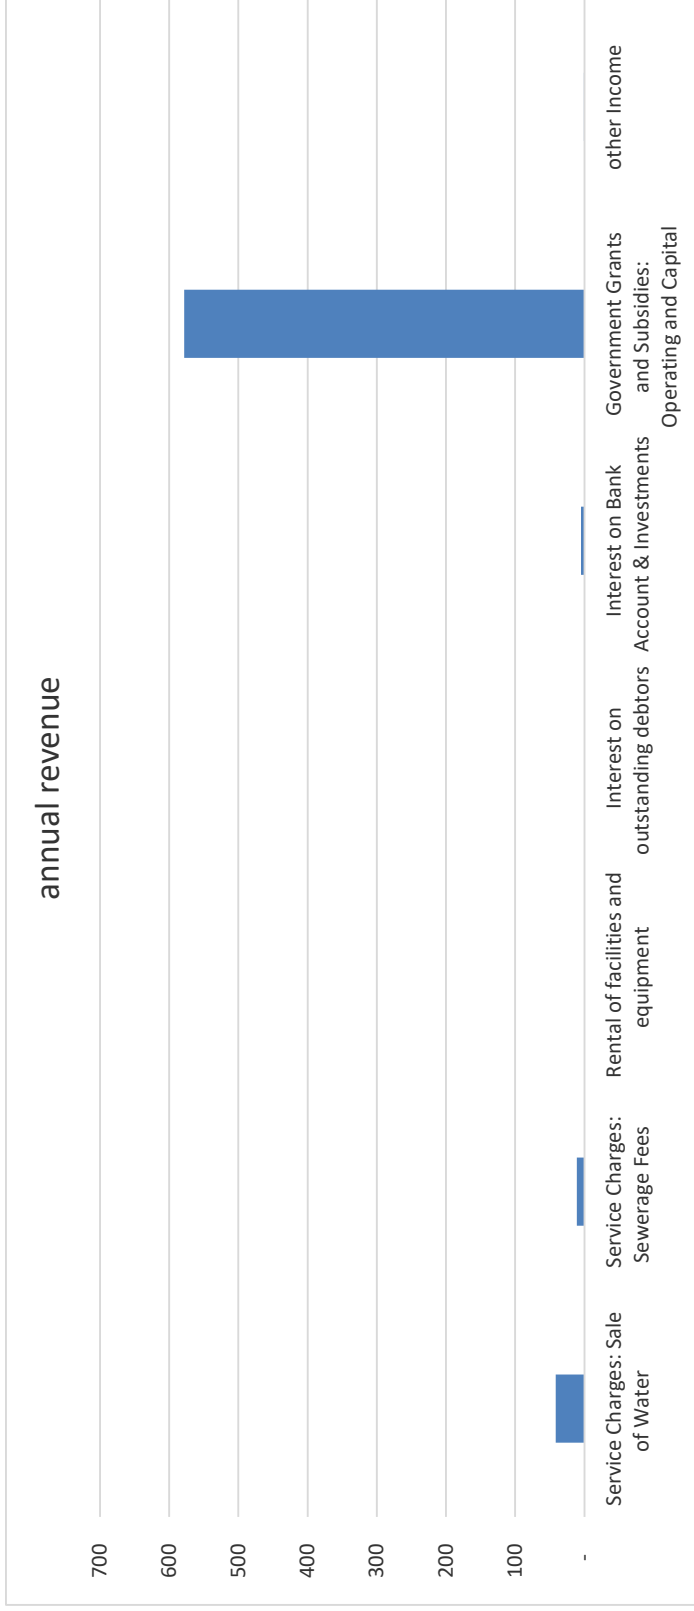 annual revenue
700
600
500
400
300
200
100
-
Service Charges: Sale
of Water
Service Charges:
Sewerage Fees
Rental of facilities and
equipment
Interest on
outstanding debtors
Interest on Bank
Account & Investments
Government Grants
and Subsidies:
Operating and Capital
other Income